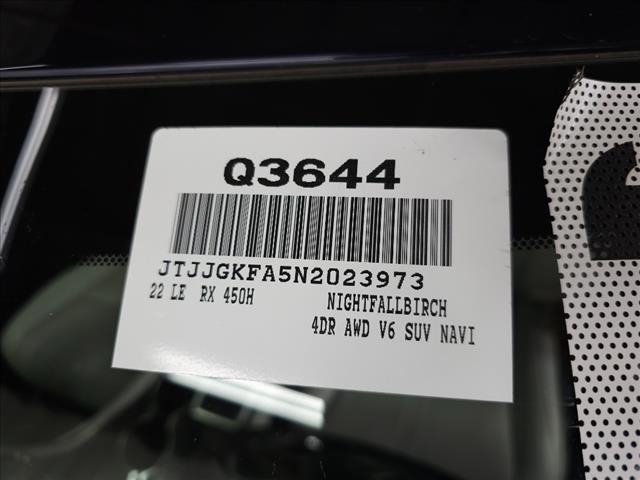 Q3644
JTJJGKFA5N2023973
22 LE RX 450H NIGHTFALLBIRCH
4DR AWD V6 SUV NAVI